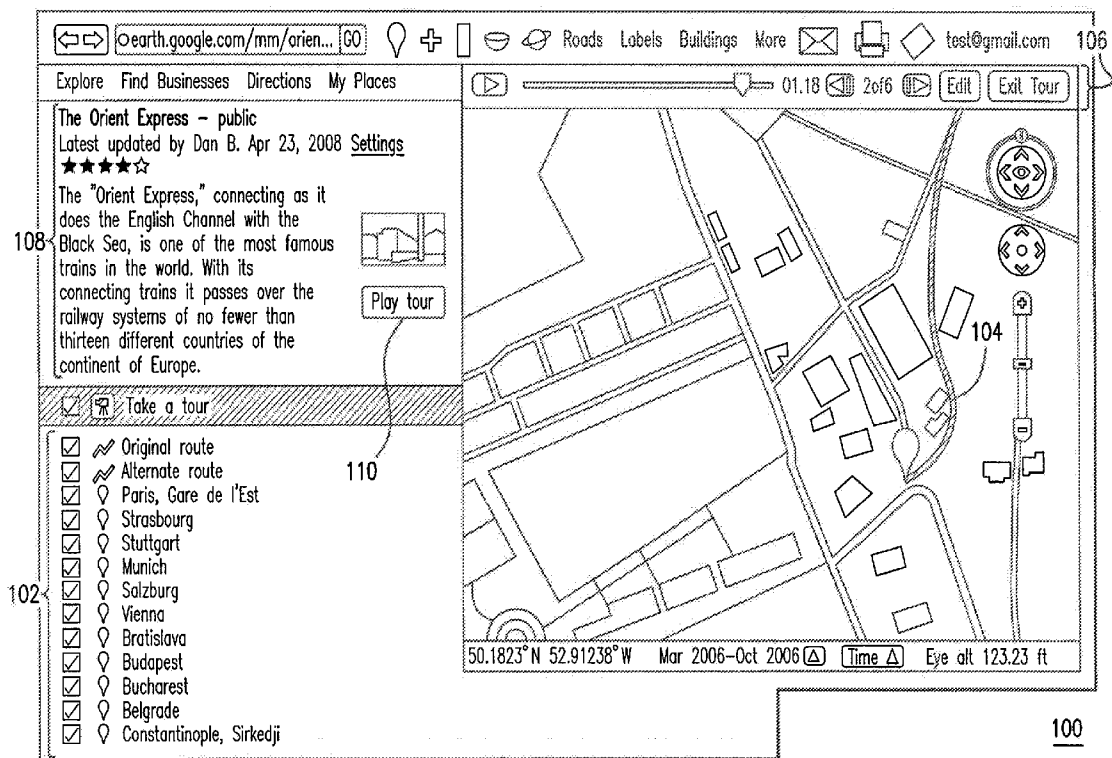 earth.google.com/mm/orien... GO Roads Labels Buildings More test@gmail.com
106
Explore Find Businesses Directions My Places
01.18 2of6 Edit Exit Tour
The Orient Express – public
Latest updated by Dan B. Apr 23, 2008 Settings
The "Orient Express," connecting as it
does the English Channel with the
Black Sea, is one of the most famous
trains in the world. With its
connecting trains it passes over the
railway systems of no fewer than
thirteen different countries of the
continent of Europe.
108
Play tour
110
Take a tour
Original route
Alternate route
Paris, Gare de l'Est
Strasbourg
Stuttgart
Munich
Salzburg
Vienna
Bratislava
Budapest
Bucharest
Belgrade
Constantinople, Sirkedji
102
104
50.1823°N 52.91238°W Mar 2006–Oct 2006 Time Eye alt 123.23 ft
100